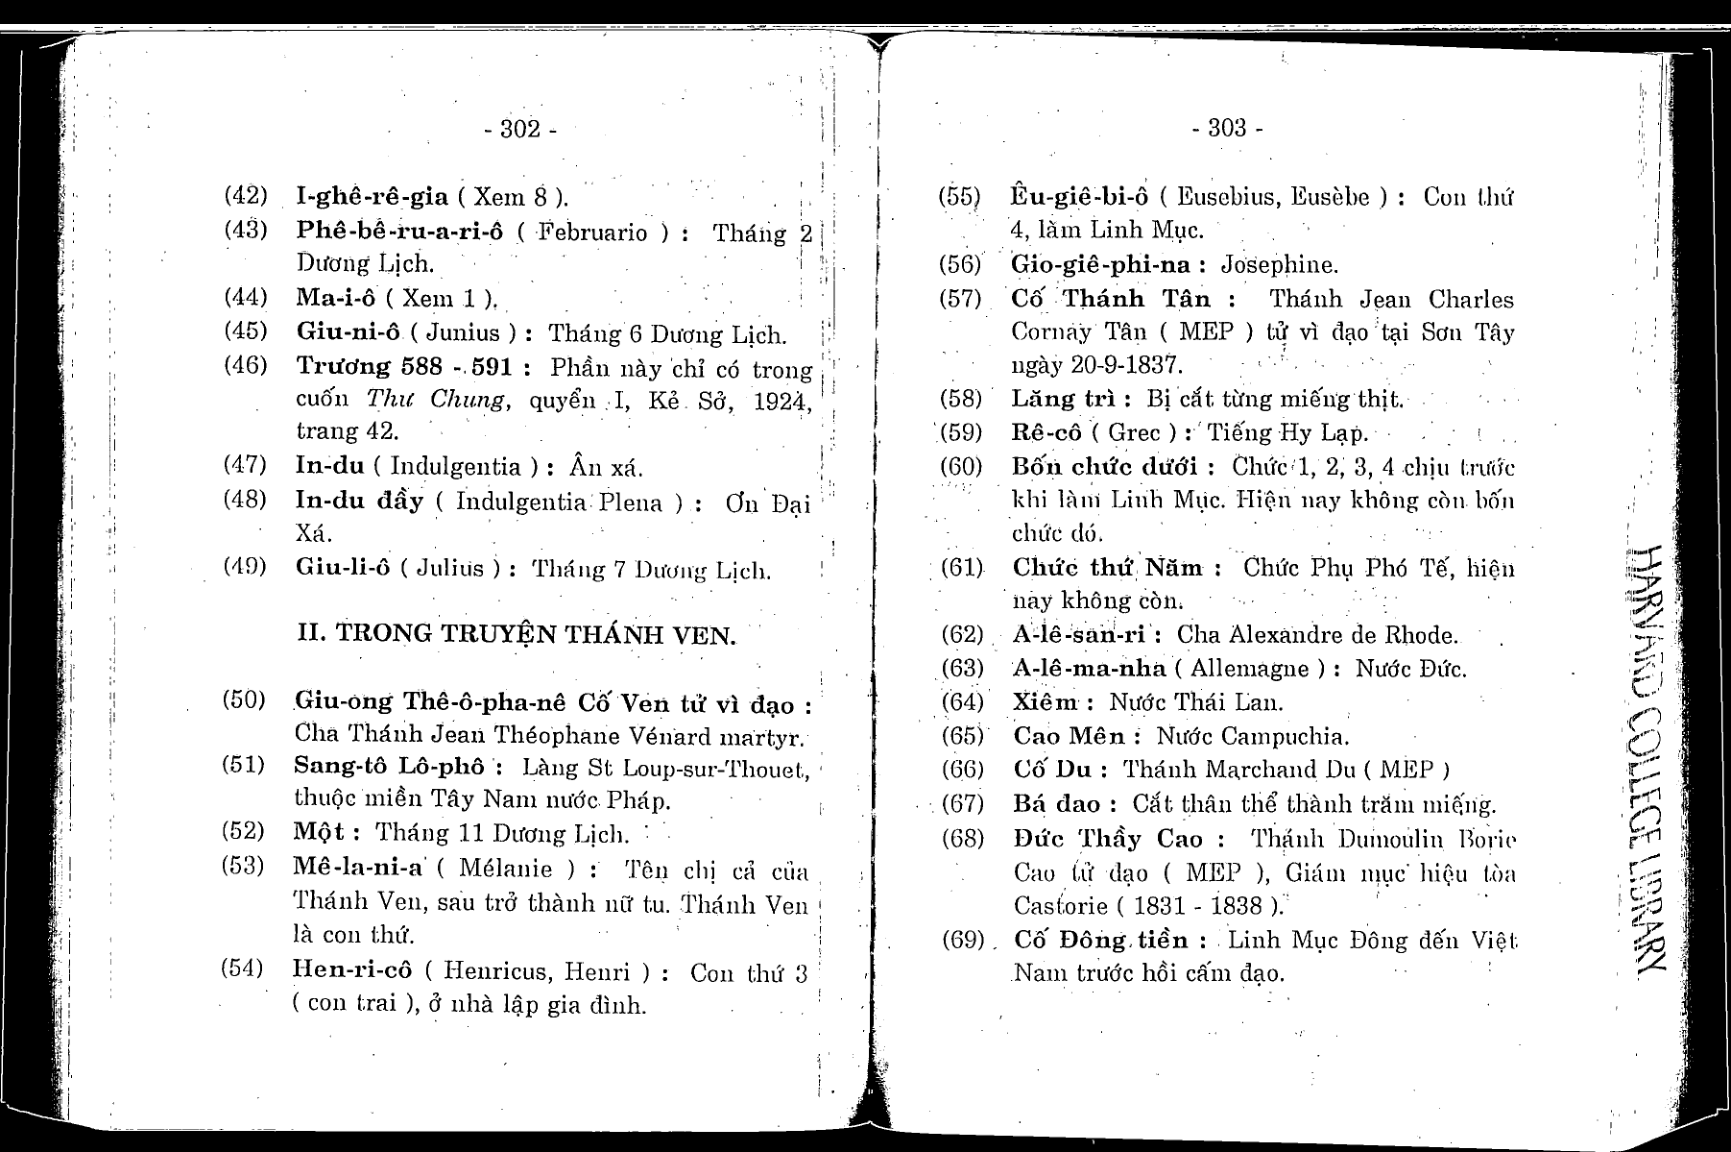 - 302 -
(42) I-ghê-rê-gia ( Xem 8 ).
(43) Phê-bê-ru-a-ri-ô ( Februario ) : Tháng 2
Dương Lịch.
(44) Ma-i-ô ( Xem 1 ).
(45) Giu-ni-ô ( Junius ) : Tháng 6 Dương Lịch.
(46) Trương 588 - 591 : Phần này chỉ có trong
cuốn Thư Chung, quyển I, Kẻ Sở, 1924,
trang 42.
(47) In-du ( Indulgentia ) : Ân xá.
(48) In-du đầy ( Indulgentia Plena ) : Ơn Đại
Xá.
(49) Giu-li-ô ( Julius ) : Tháng 7 Dương Lịch.
II. TRONG TRUYỆN THÁNH VEN.
(50) Giu-ong Thê-ô-pha-nê Cố Ven tử vì đạo :
Cha Thánh Jean Théophane Vénard martyr.
(51) Sang-tô Lô-phô : Làng St Loup-sur-Thouet,
thuộc miền Tây Nam nước Pháp.
(52) Một : Tháng 11 Dương Lịch.
(53) Mê-la-ni-a ( Mélanie ) : Tên chị cả của
Thánh Ven, sau trở thành nữ tu. Thánh Ven
là con thứ.
(54) Hen-ri-cô ( Henricus, Henri ) : Con thứ 3
( con trai ), ở nhà lập gia đình.
- 303 -
(55) Êu-giê-bi-ô ( Eusebius, Eusèbe ) : Con thứ
4, làm Linh Mục.
(56) Gio-giê-phi-na : Josephine.
(57) Cố Thánh Tân : Thánh Jean Charles
Cornay Tân ( MEP ) tử vì đạo tại Sơn Tây
ngày 20-9-1837.
(58) Lăng trì : Bị cắt từng miếng thịt.
(59) Rê-cô ( Grec ) : Tiếng Hy Lạp.
(60) Bốn chức dưới : Chức 1, 2, 3, 4 chịu trước
khi làm Linh Mục. Hiện nay không còn bốn
chức đó.
(61) Chức thứ Năm : Chức Phụ Phó Tế, hiện
nay không còn.
(62) A-lê-san-ri : Cha Alexandre de Rhode.
(63) A-lê-ma-nha ( Allemagne ) : Nước Đức.
(64) Xiêm : Nước Thái Lan.
(65) Cao Mên : Nước Campuchia.
(66) Cố Du : Thánh Marchand Du ( MEP )
(67) Bá đao : Cắt thân thể thành trăm miếng.
(68) Đức Thầy Cao : Thánh Dumoulin Borie
Cao tử đạo ( MEP ), Giám mục hiệu tòa
Castorie ( 1831 - 1838 ).
(69) Cố Đông tiền : Linh Mục Đông đến Việt
Nam trước hồi cấm đạo.
HARVARD COLLEGE LIBRARY